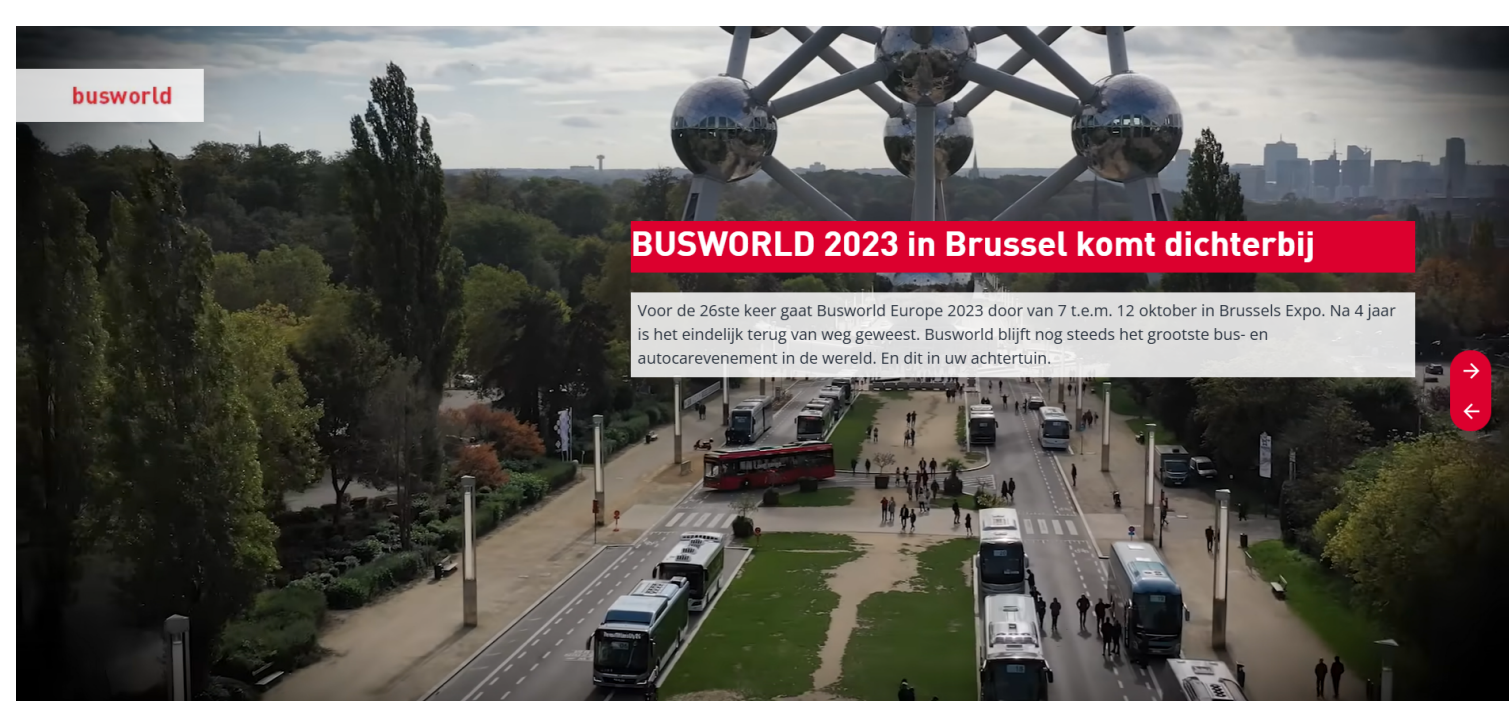 busworld
BUSWORLD 2023 in Brussel komt dichterbij
Voor de 26ste keer gaat Busworld Europe 2023 door van 7 t.e.m. 12 oktober in Brussels Expo. Na 4 jaar
is het eindelijk terug van weg geweest. Busworld blijft nog steeds het grootste bus- en
autocarevenement in de wereld. En dit in uw achtertuin.